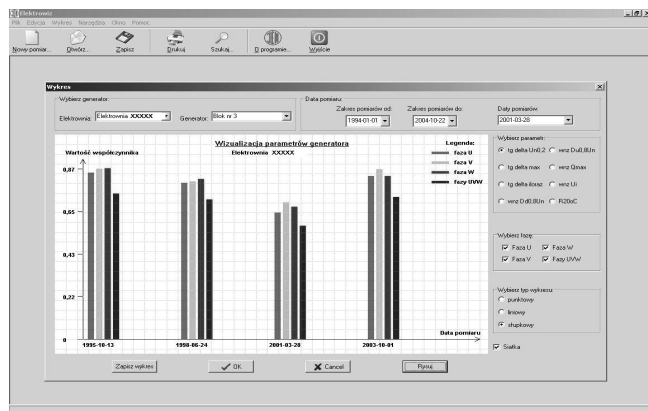 Elektrowiz
Plik Edycja Wykres Narzędzia Okno Pomoc
Nowy pomiar... Otwórz... Zapisz Drukuj Szukaj... O programie... Wyjście
Wykres
Wybierz generator:
Elektrownia: Elektrownia XXXXX Generator: Blok nr 3
Data pomiaru:
Zakres pomiarów od: Zakres pomiarów do: Daty pomiarów
1994-01-01 2004-10-22 2001-03-28
Wizualizacja parametrów generatora
Elektrownia XXXXX
Wartość współczynnika
Legenda:
faza U
faza V
faza W
fazy UVW
0,87
0,65
0,43
0,22
0
1995-10-13 1998-06-24 2001-03-28 2003-10-01
Data pomiaru
Wybierz parametr:
tg delta Un0,2 wnz Du0,8Un
tg delta max wnz Qmax
tg delta iloraz wnz Ui
wnz Dd0,8Un Ri20oC
Wybierz fazę:
Faza U Faza W
Faza V Fazy UVW
Wybierz typ wykresu:
punktowy
liniowy
słupkowy
Siatka
Zapisz wykres OK Cancel Rysuj